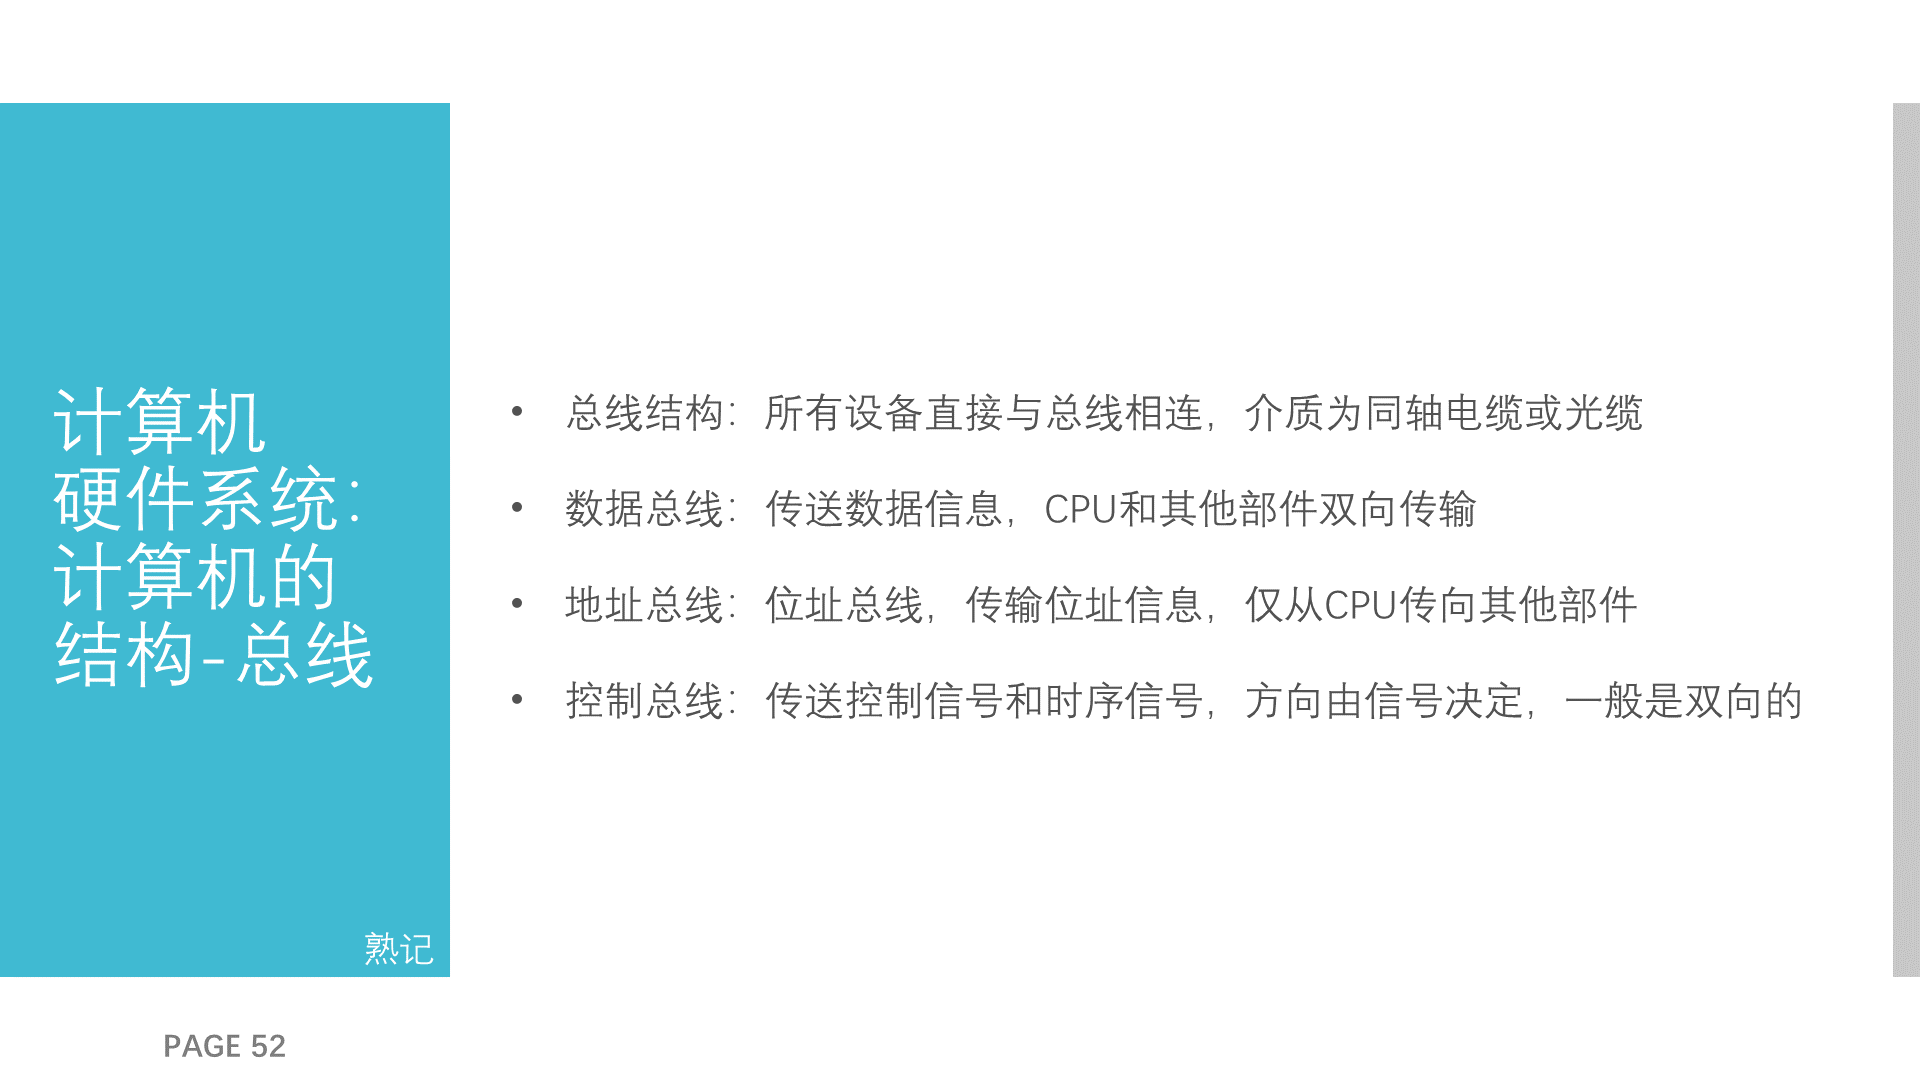 计算机
硬件系统：
计算机的
结构-总线
熟记
• 总线结构：所有设备直接与总线相连，介质为同轴电缆或光缆
• 数据总线：传送数据信息，CPU和其他部件双向传输
• 地址总线：位址总线，传输位址信息，仅从CPU传向其他部件
• 控制总线：传送控制信号和时序信号，方向由信号决定，一般是双向的
PAGE 52